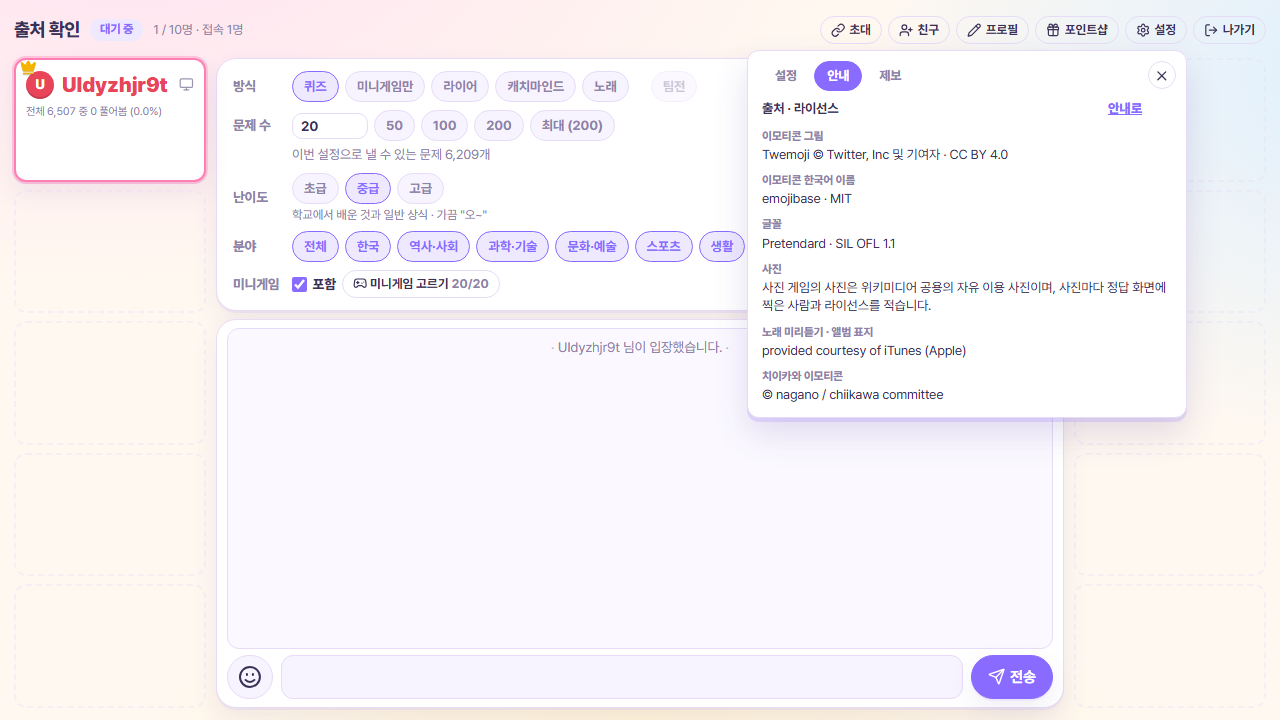 출처 확인
대기 중
1 / 10명 · 접속 1명
초대
친구
프로필
포인트샵
설정
나가기
U
Uldyzhjr9t
전체 6,507 중 0 풀어봄 (0.0%)
방식
퀴즈
미니게임만
라이어
캐치마인드
노래
팀전
문제 수
20
50
100
200
최대 (200)
이번 설정으로 낼 수 있는 문제 6,209개
난이도
초급
중급
고급
학교에서 배운 것과 일반 상식 · 가끔 "오~"
분야
전체
한국
역사·사회
과학·기술
문화·예술
스포츠
생활
미니게임
포함
미니게임 고르기 20/20
설정
안내
제보
출처 · 라이선스
안내로
이모티콘 그림
Twemoji © Twitter, Inc 및 기여자 · CC BY 4.0
이모티콘 한국어 이름
emojibase · MIT
글꼴
Pretendard · SIL OFL 1.1
사진
사진 게임의 사진은 위키미디어 공용의 자유 이용 사진이며, 사진마다 정답 화면에
찍은 사람과 라이선스를 적습니다.
노래 미리듣기 · 앨범 표지
provided courtesy of iTunes (Apple)
치이카와 이모티콘
© nagano / chiikawa committee
· Uldyzhjr9t 님이 입장했습니다. ·
전송